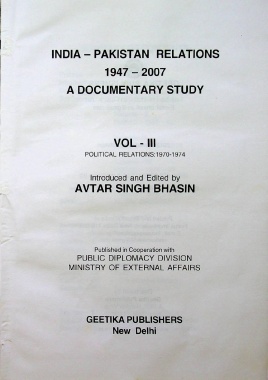 INDIA – PAKISTAN RELATIONS
1947 – 2007
A DOCUMENTARY STUDY
VOL - III
POLITICAL RELATIONS:1970-1974
Introduced and Edited by
AVTAR SINGH BHASIN
Published in Cooperation with
PUBLIC DIPLOMACY DIVISION
MINISTRY OF EXTERNAL AFFAIRS
GEETIKA PUBLISHERS
New Delhi